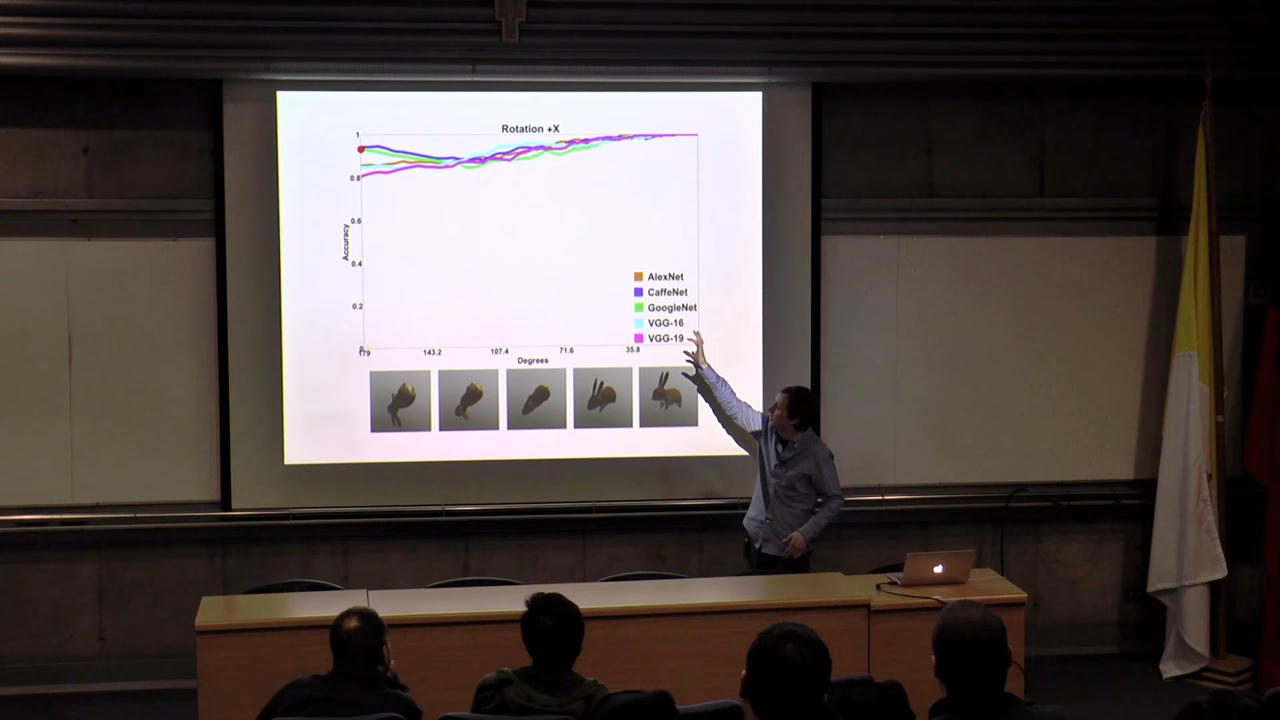 Rotation +X
1
0.8
0.6
Accuracy
0.4
0.2
0
AlexNet
CaffeNet
GoogleNet
VGG-16
VGG-19
179 143.2 107.4 71.6 35.8
Degrees